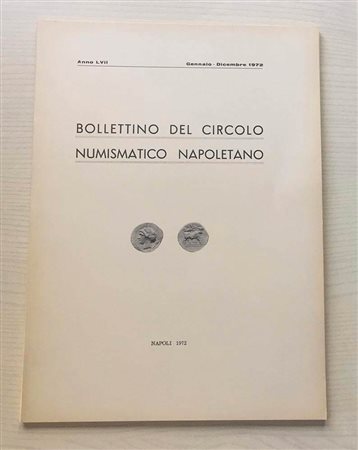 Anno LVII Gennaio - Dicembre 1972
BOLLETTINO DEL CIRCOLO
NUMISMATICO NAPOLETANO
NAPOLI 1972